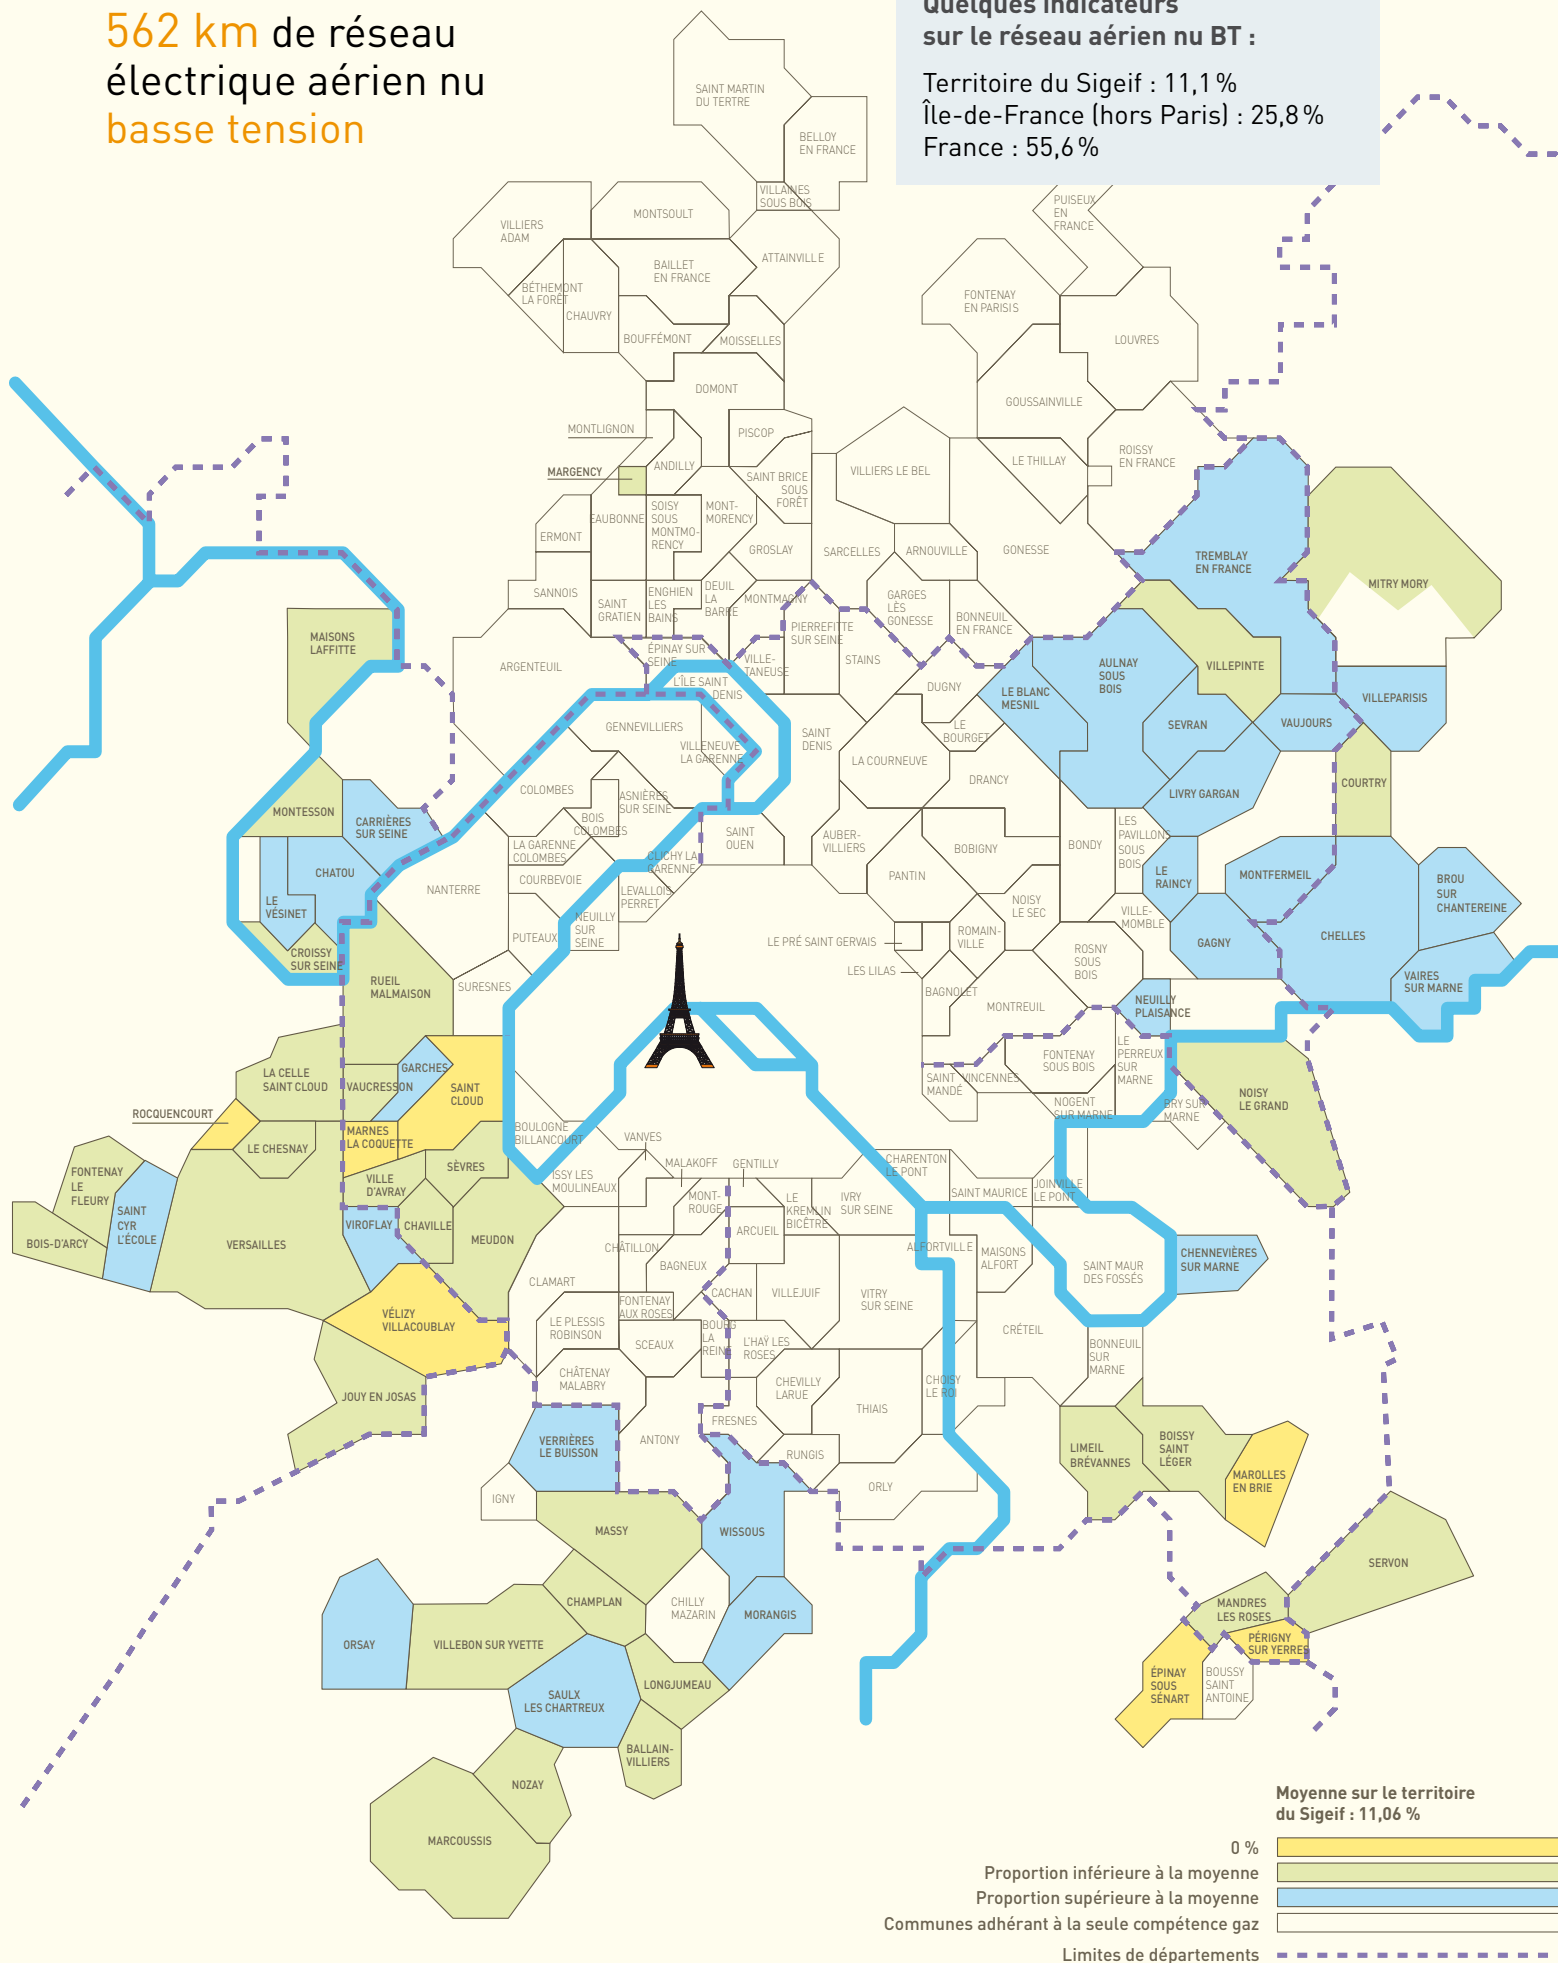 562 km de réseau
électrique aérien nu
basse tension
Quelques indicateurs
sur le réseau aérien nu BT :
Territoire du Sigeif : 11,1 %
Île-de-France (hors Paris) : 25,8 %
France : 55,6 %
SAINT MARTIN
DU TERTRE
BELLOY
EN FRANCE
VILLAINES
SOUS BOIS
PUISEUX
EN
FRANCE
VILLIERS
ADAM
MONTSOULT
ATTAINVILLE
BAILLET
EN FRANCE
BÉTHEMONT
LA FORÊT
CHAUVRY
FONTENAY
EN PARISIS
BOUFFÉMONT
MOISSELLES
LOUVRES
DOMONT
GOUSSAINVILLE
MONTLIGNON
PISCOP
MARGENCY
ANDILLY
SAINT BRICE
SOUS
FORÊT
VILLIERS LE BEL
LE THILLAY
ROISSY
EN FRANCE
EAUBONNE
SOISY
SOUS
MONTMO-
RENCY
MONT-
MORENCY
ERMONT
GROSLAY
SARCELLES
ARNOUVILLE
GONESSE
TREMBLAY
EN FRANCE
MITRY MORY
SANNOIS
SAINT
GRATIEN
ENGHIEN
LES
BAINS
DEUIL
LA
BARRE
MONTMAGNY
GARGES
LÈS
GONESSE
BONNEUIL
EN FRANCE
MAISONS
LAFFITTE
PIERREFITTE
SUR SEINE
ARGENTEUIL
ÉPINAY SUR
SEINE
VILLE-
TANEUSE
STAINS
AULNAY
SOUS
BOIS
VILLEPINTE
L'ÎLE SAINT
DENIS
DUGNY
LE BLANC
MESNIL
VILLEPARISIS
GENNEVILLIERS
SAINT
DENIS
LE
BOURGET
SEVRAN
VAUJOURS
VILLENEUVE
LA GARENNE
LA COURNEUVE
DRANCY
COURTRY
COLOMBES
ASNIÈRES
SUR SEINE
LIVRY GARGAN
MONTESSON
CARRIÈRES
SUR SEINE
BOIS
COLOMBES
SAINT
OUEN
AUBER-
VILLIERS
BOBIGNY
BONDY
LES
PAVILLONS
SOUS
BOIS
LA GARENNE
COLOMBES
CLICHY LA
GARENNE
CHATOU
COURBEVOIE
NANTERRE
LEVALLOIS
PERRET
PANTIN
LE
RAINCY
MONTFERMEIL
BROU
SUR
CHANTEREINE
LE
VÉSINET
NOISY
LE SEC
VILLE-
MOMBLE
PUTEAUX
NEUILLY
SUR
SEINE
LE PRÉ SAINT GERVAIS
ROMAIN-
VILLE
ROSNY
SOUS
BOIS
GAGNY
CHELLES
CROISSY
SUR SEINE
LES LILAS
RUEIL
MALMAISON
SURESNES
BAGNOLET
MONTREUIL
NEUILLY
PLAISANCE
VAIRES
SUR MARNE
LA CELLE
SAINT CLOUD
VAUCRESSON
GARCHES
SAINT
CLOUD
SAINT
MANDÉ
VINCENNES
FONTENAY
SOUS BOIS
LE
PERREUX
SUR
MARNE
NOISY
LE GRAND
ROCQUENCOURT
NOGENT
SUR MARNE
BRY SUR
MARNE
LE CHESNAY
MARNES
LA COQUETTE
BOULOGNE
BILLANCOURT
VANVES
MALAKOFF
GENTILLY
CHARENTON
LE PONT
FONTENAY
LE
FLEURY
SÈVRES
ISSY LES
MOULINEAUX
VILLE
D'AVRAY
MONT-
ROUGE
LE
KREMLIN
BICÊTRE
IVRY
SUR SEINE
SAINT MAURICE
JOINVILLE
LE PONT
SAINT
CYR
L'ÉCOLE
VIROFLAY
CHAVILLE
MEUDON
ARCUEIL
BOIS-D'ARCY
VERSAILLES
CHÂTILLON
BAGNEUX
ALFORTVILLE
MAISONS
ALFORT
SAINT MAUR
DES FOSSÉS
CHENNEVIÈRES
SUR MARNE
CLAMART
CACHAN
VILLEJUIF
VITRY
SUR SEINE
FONTENAY
AUX ROSES
VÉLIZY
VILLACOUBLAY
LE PLESSIS
ROBINSON
SCEAUX
BOURG
LA
REINE
L'HAŸ LES
ROSES
CRÉTEIL
BONNEUIL
SUR
MARNE
CHÂTENAY
MALABRY
CHEVILLY
LARUE
CHOISY
LE ROI
JOUY EN JOSAS
THIAIS
FRESNES
VERRIÈRES
LE BUISSON
ANTONY
RUNGIS
LIMEIL
BRÉVANNES
BOISSY
SAINT
LÉGER
MAROLLES
EN BRIE
IGNY
ORLY
MASSY
WISSOUS
SERVON
CHAMPLAN
CHILLY
MAZARIN
MORANGIS
MANDRES
LES ROSES
ORSAY
VILLEBON SUR YVETTE
PÉRIGNY
SUR YERRES
SAULX
LES CHARTREUX
LONGJUMEAU
ÉPINAY
SOUS
SÉNART
BOUSSY
SAINT
ANTOINE
BALLAIN-
VILLIERS
NOZAY
MARCOUSSIS
Moyenne sur le territoire
du Sigeif : 11,06 %
0 %
Proportion inférieure à la moyenne
Proportion supérieure à la moyenne
Communes adhérant à la seule compétence gaz
Limites de départements